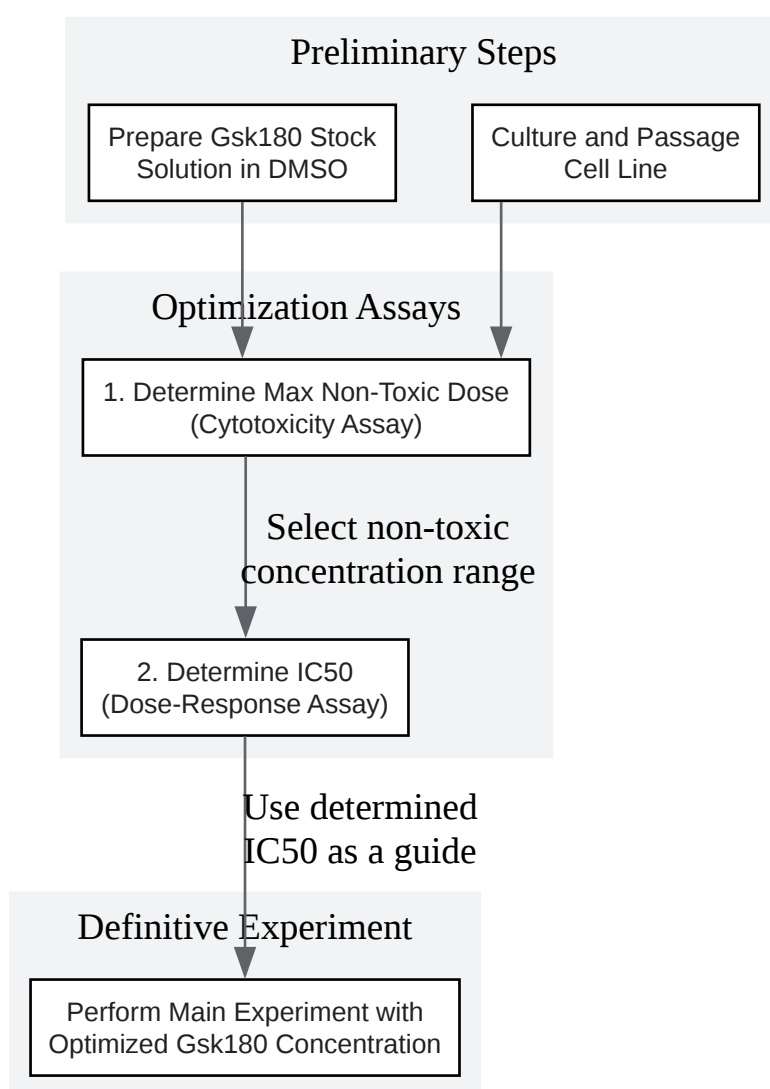 Preliminary Steps
Prepare Gsk180 Stock
Solution in DMSO
Culture and Passage
Cell Line
Optimization Assays
1. Determine Max Non-Toxic Dose
(Cytotoxicity Assay)
Select non-toxic
concentration range
2. Determine IC50
(Dose-Response Assay)
Use determined
IC50 as a guide
Definitive Experiment
Perform Main Experiment with
Optimized Gsk180 Concentration